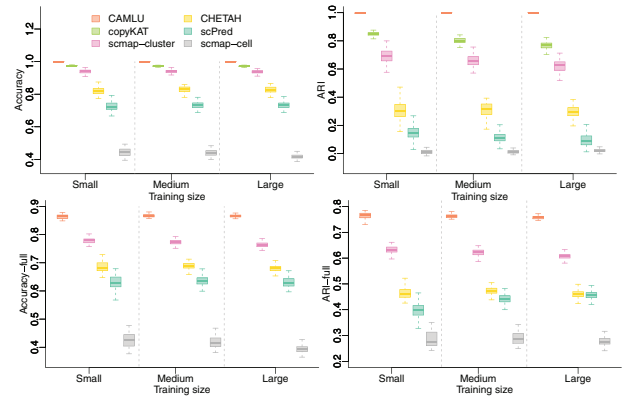 CAMLU
copyKAT
scmap−cluster
CHETAH
scPred
scmap−cell
Accuracy
0.4 0.6 0.8 1.0 1.2
Small Medium Large
Training size
ARI
0.0 0.2 0.4 0.6 0.8 1.0
Small Medium Large
Training size
Accuracy−full
0.4 0.5 0.6 0.7 0.8 0.9
Small Medium Large
Training size
ARI−full
0.2 0.3 0.4 0.5 0.6 0.7 0.8
Small Medium Large
Training size